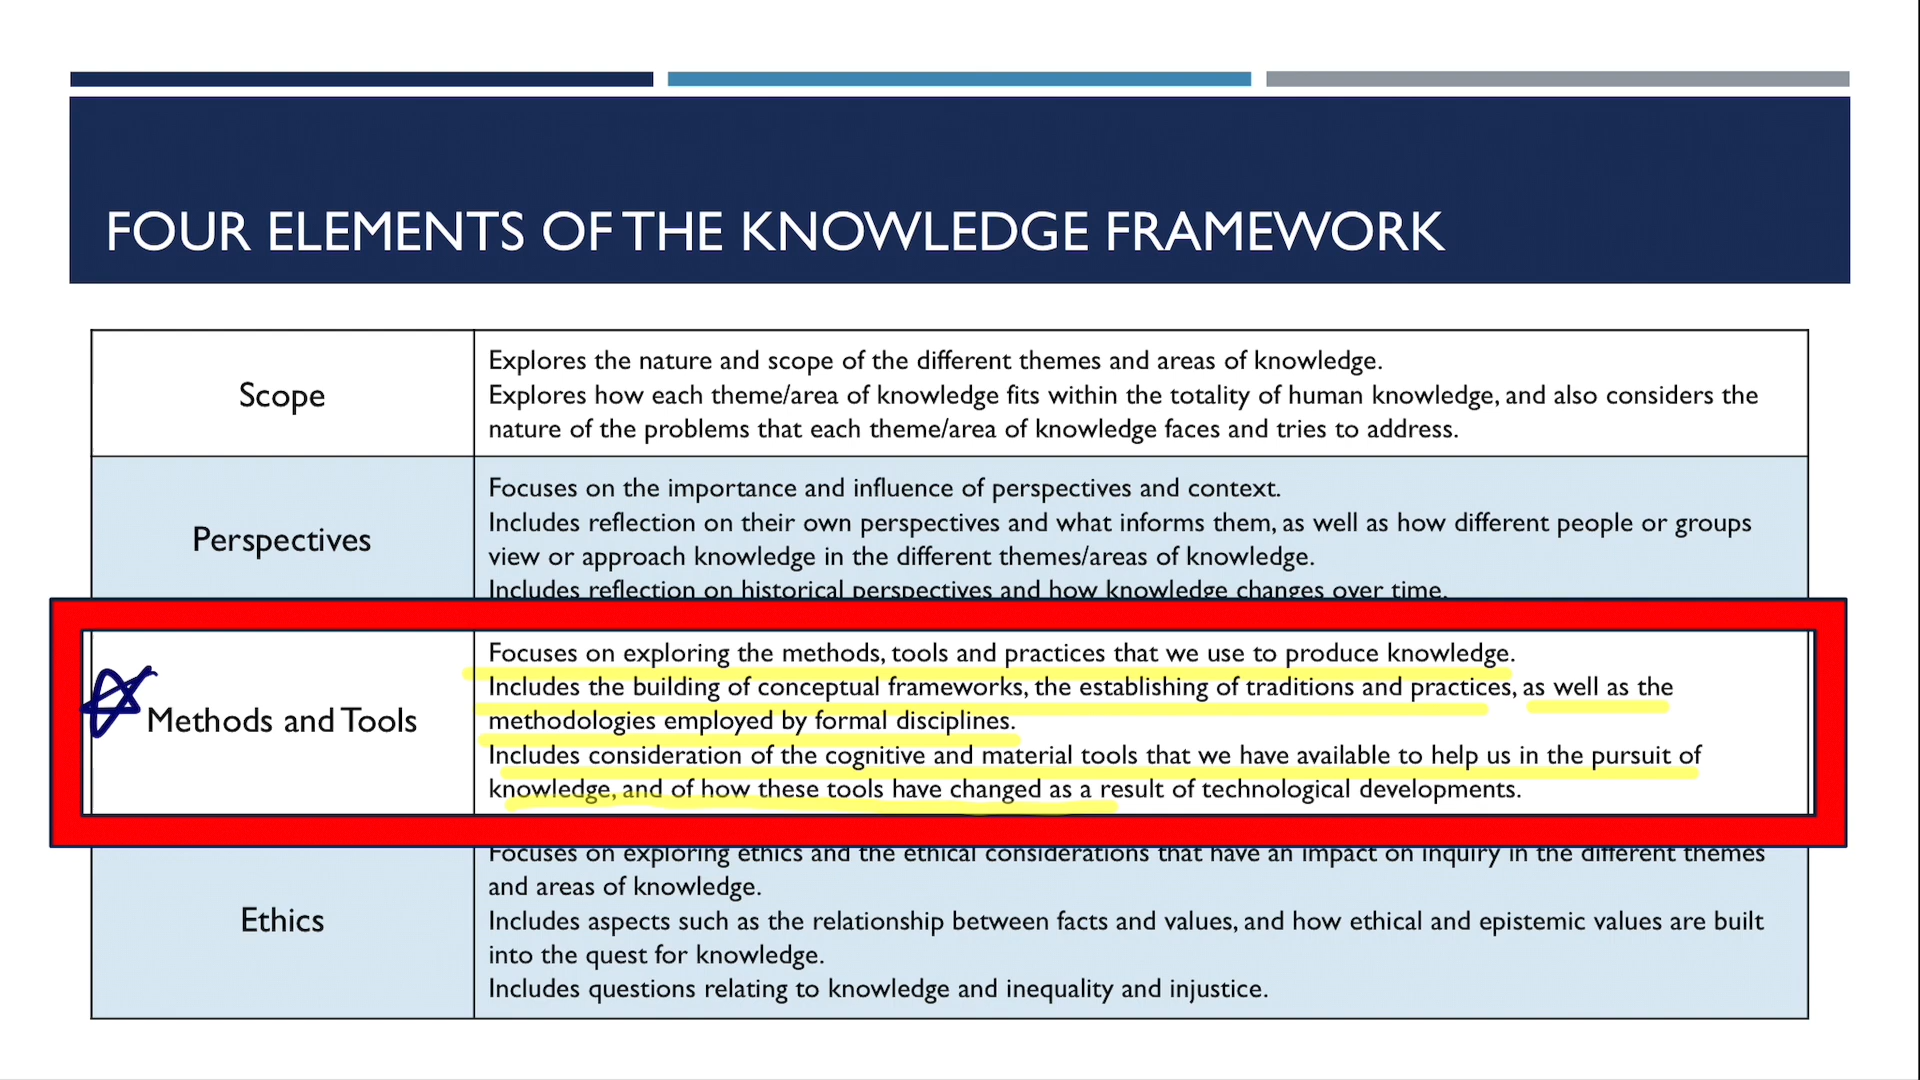 FOUR ELEMENTS OF THE KNOWLEDGE FRAMEWORK
Scope
Explores the nature and scope of the different themes and areas of knowledge.
Explores how each theme/area of knowledge fits within the totality of human knowledge, and also considers the
nature of the problems that each theme/area of knowledge faces and tries to address.
Perspectives
Focuses on the importance and influence of perspectives and context.
Includes reflection on their own perspectives and what informs them, as well as how different people or groups
view or approach knowledge in the different themes/areas of knowledge.
Includes reflection on historical perspectives and how knowledge changes over time.
Methods and Tools
Focuses on exploring the methods, tools and practices that we use to produce knowledge.
Includes the building of conceptual frameworks, the establishing of traditions and practices, as well as the
methodologies employed by formal disciplines.
Includes consideration of the cognitive and material tools that we have available to help us in the pursuit of
knowledge, and of how these tools have changed as a result of technological developments.
Ethics
Focuses on exploring ethics and the ethical considerations that have an impact on inquiry in the different themes
and areas of knowledge.
Includes aspects such as the relationship between facts and values, and how ethical and epistemic values are built
into the quest for knowledge.
Includes questions relating to knowledge and inequality and injustice.